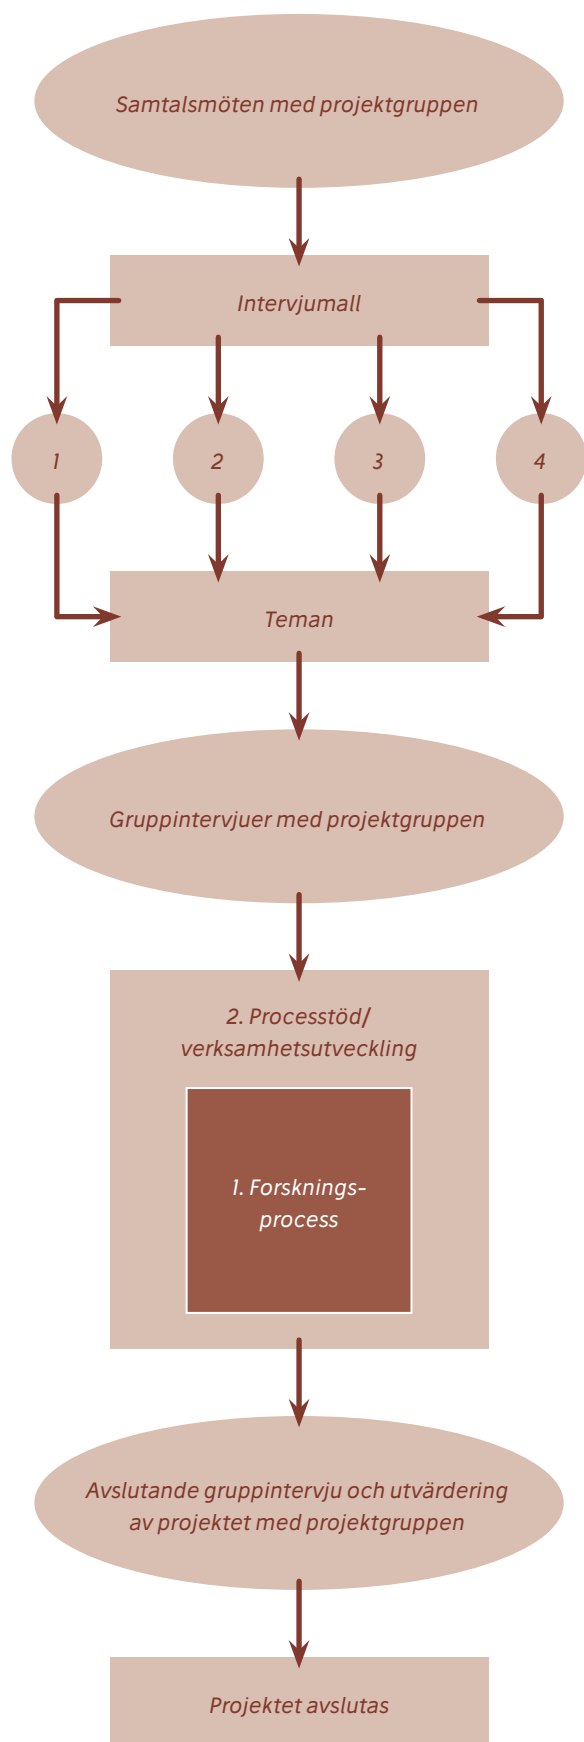 Samtalsmöten med projektgruppen
Intervjumall
1
2
3
4
Teman
Gruppintervjuer med projektgruppen
2. Processtöd/
verksamhetsutveckling
1. Forsknings-
process
Avslutande gruppintervju och utvärdering
av projektet med projektgruppen
Projektet avslutas